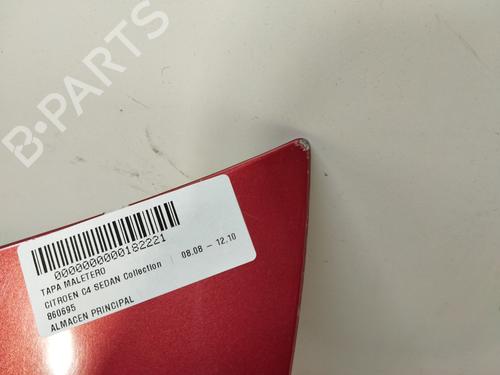 B-PARTS
0000000000182221
TAPA MALETERO
CITROEN C4 SEDAN Collection | 08.08 - 12.10
860695
ALMACEN PRINCIPAL